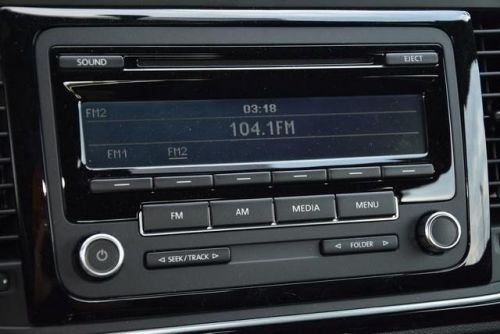 SOUND EJECT
FM2 03:18
104.1FM
FM1 FM2
FM AM MEDIA MENU
SEEK/TRACK FOLDER